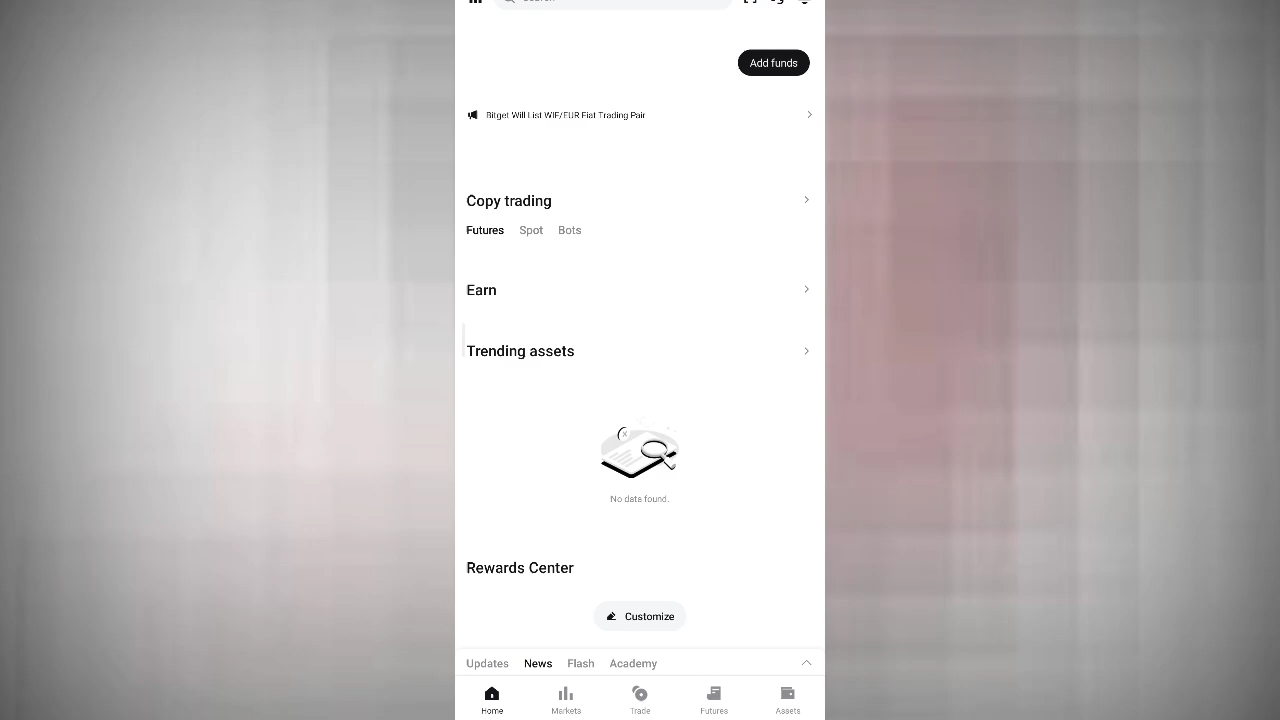 Search
Add funds
Bitget Will List WIF/EUR Fiat Trading Pair
Copy trading
Futures Spot Bots
Earn
Trending assets
No data found.
Rewards Center
Customize
Updates News Flash Academy
Home Markets Trade Futures Assets